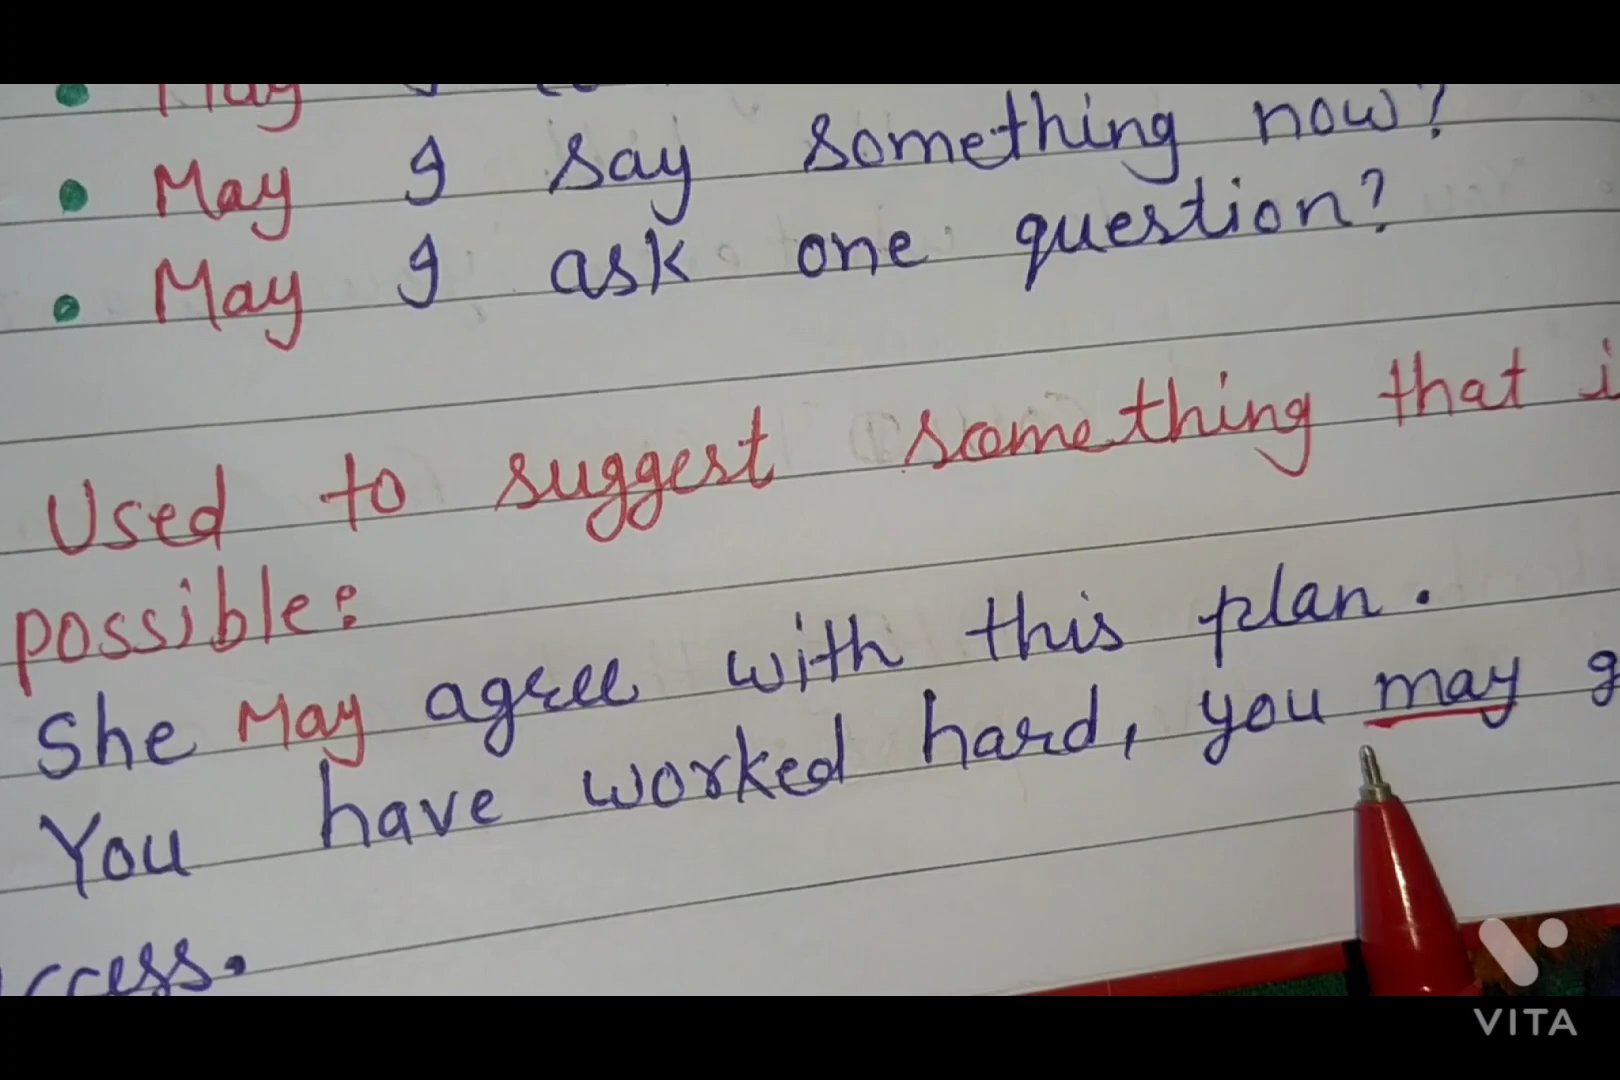 May I
May I say something now?
May I ask one question?
Used to suggest something that
possible:
She May agree with this plan.
You have worked hard, you may
VITA